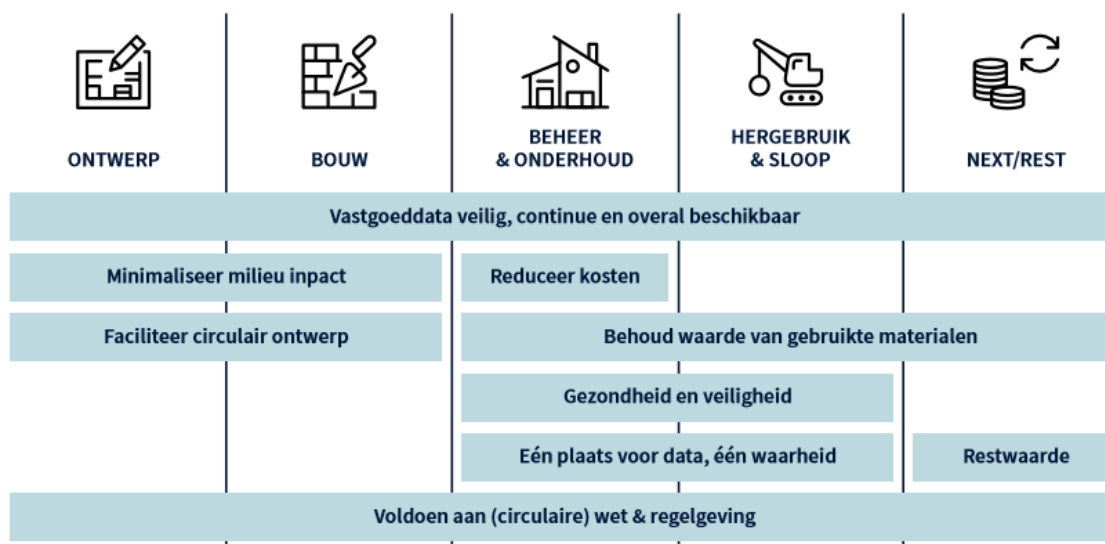 ONTWERP
BOUW
BEHEER
& ONDERHOUD
HERGEBRUIK
& SLOOP
NEXT/REST
Vastgoeddata veilig, continue en overal beschikbaar
Minimaliseer milieu inpact
Reduceer kosten
Faciliteer circulair ontwerp
Behoud waarde van gebruikte materialen
Gezondheid en veiligheid
Eén plaats voor data, één waarheid
Restwaarde
Voldoen aan (circulaire) wet & regelgeving